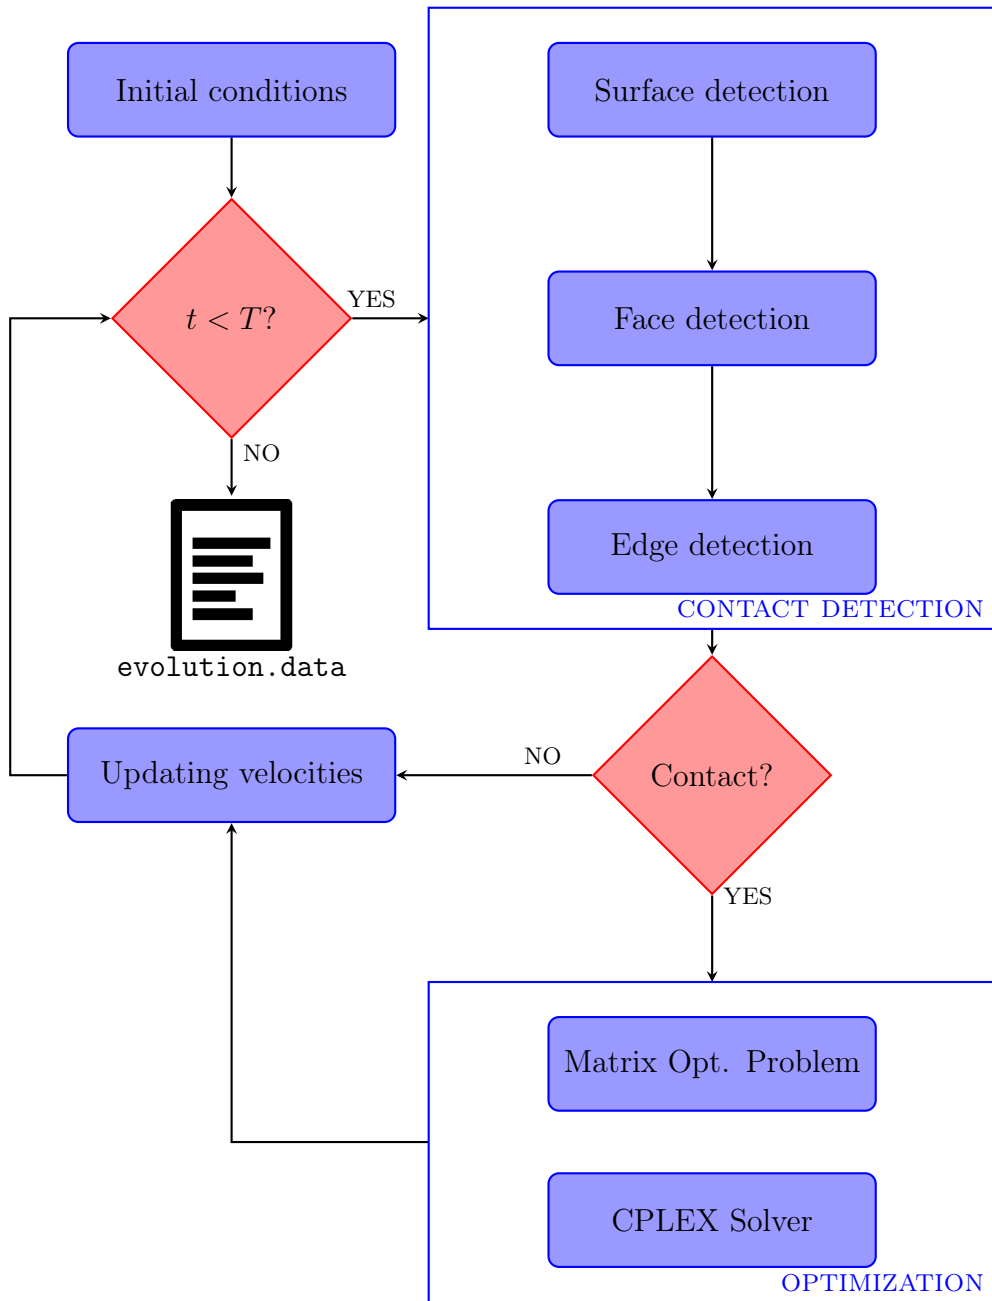 Initial conditions
Surface detection
t < T?
YES
Face detection
NO
Edge detection
CONTACT DETECTION
evolution.data
Updating velocities
NO
Contact?
YES
Matrix Opt. Problem
CPLEX Solver
OPTIMIZATION